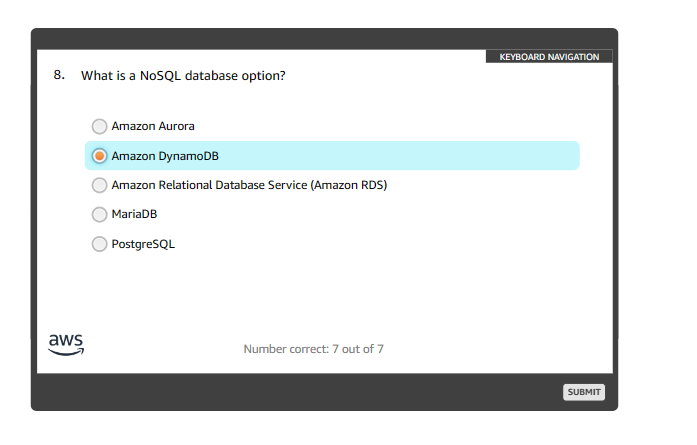 KEYBOARD NAVIGATION
8. What is a NoSQL database option?
Amazon Aurora
Amazon DynamoDB
Amazon Relational Database Service (Amazon RDS)
MariaDB
PostgreSQL
aws
Number correct: 7 out of 7
SUBMIT